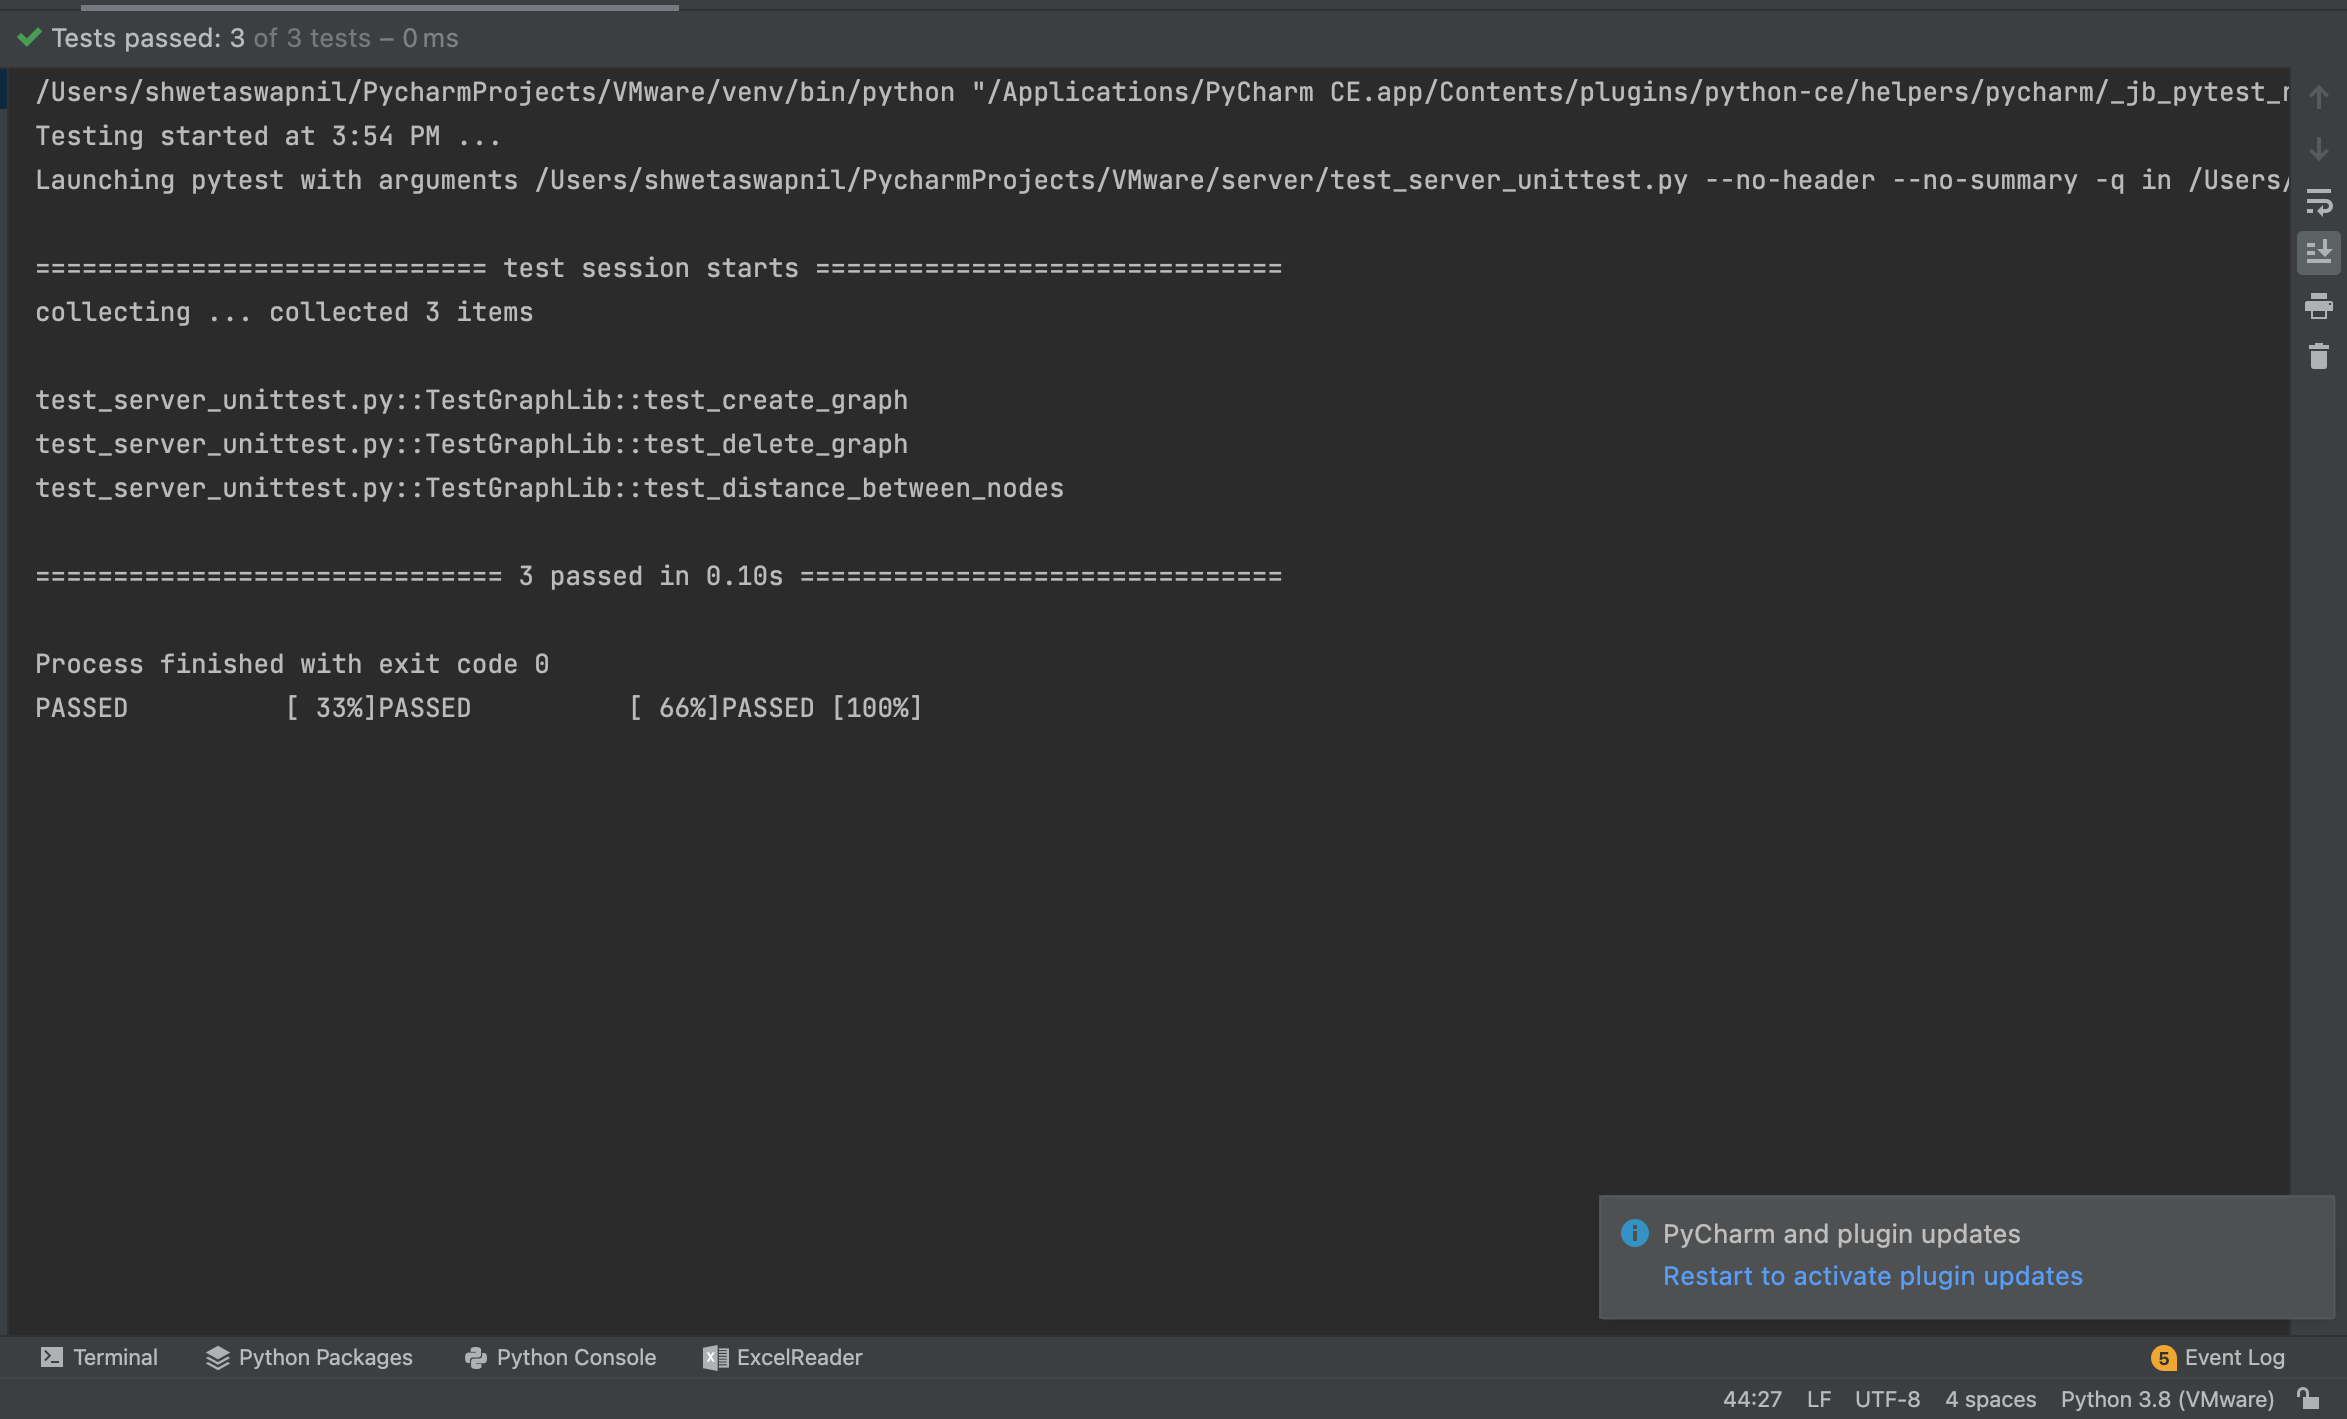 Tests passed: 3 of 3 tests – 0 ms
/Users/shwetaswapnil/PycharmProjects/VMware/venv/bin/python "/Applications/PyCharm CE.app/Contents/plugins/python-ce/helpers/pycharm/_jb_pytest_
Testing started at 3:54 PM ...
Launching pytest with arguments /Users/shwetaswapnil/PycharmProjects/VMware/server/test_server_unittest.py --no-header --no-summary -q in /Users/
============================= test session starts ==============================
collecting ... collected 3 items
test_server_unittest.py::TestGraphLib::test_create_graph
test_server_unittest.py::TestGraphLib::test_delete_graph
test_server_unittest.py::TestGraphLib::test_distance_between_nodes
============================== 3 passed in 0.10s ===============================
Process finished with exit code 0
PASSED          [ 33%]PASSED          [ 66%]PASSED [100%]
PyCharm and plugin updates
Restart to activate plugin updates
Terminal Python Packages Python Console ExcelReader 5 Event Log
44:27 LF UTF-8 4 spaces Python 3.8 (VMware)